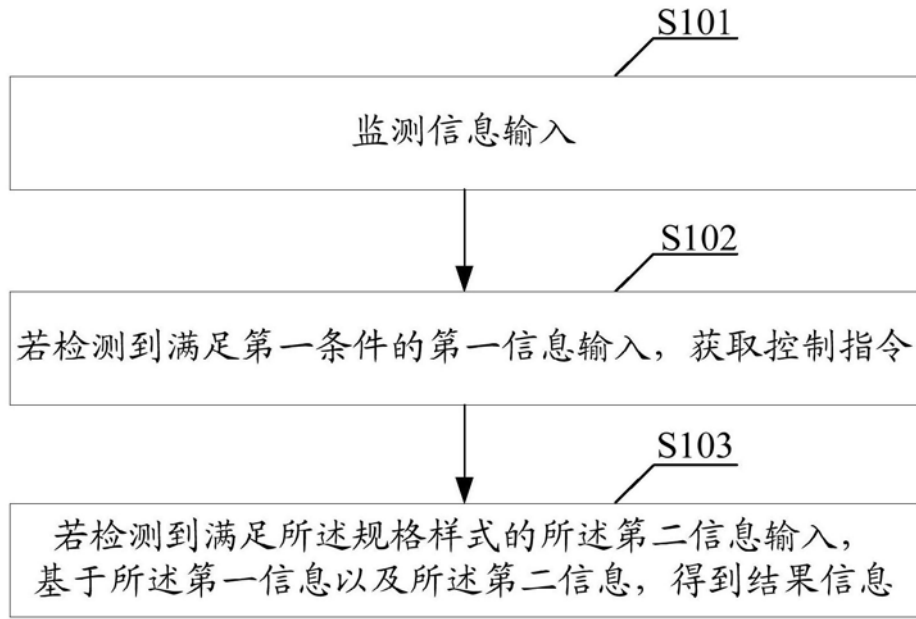 S101
监测信息输入
S102
若检测到满足第一条件的第一信息输入，获取控制指令
S103
若检测到满足所述规格样式的所述第二信息输入，
基于所述第一信息以及所述第二信息，得到结果信息